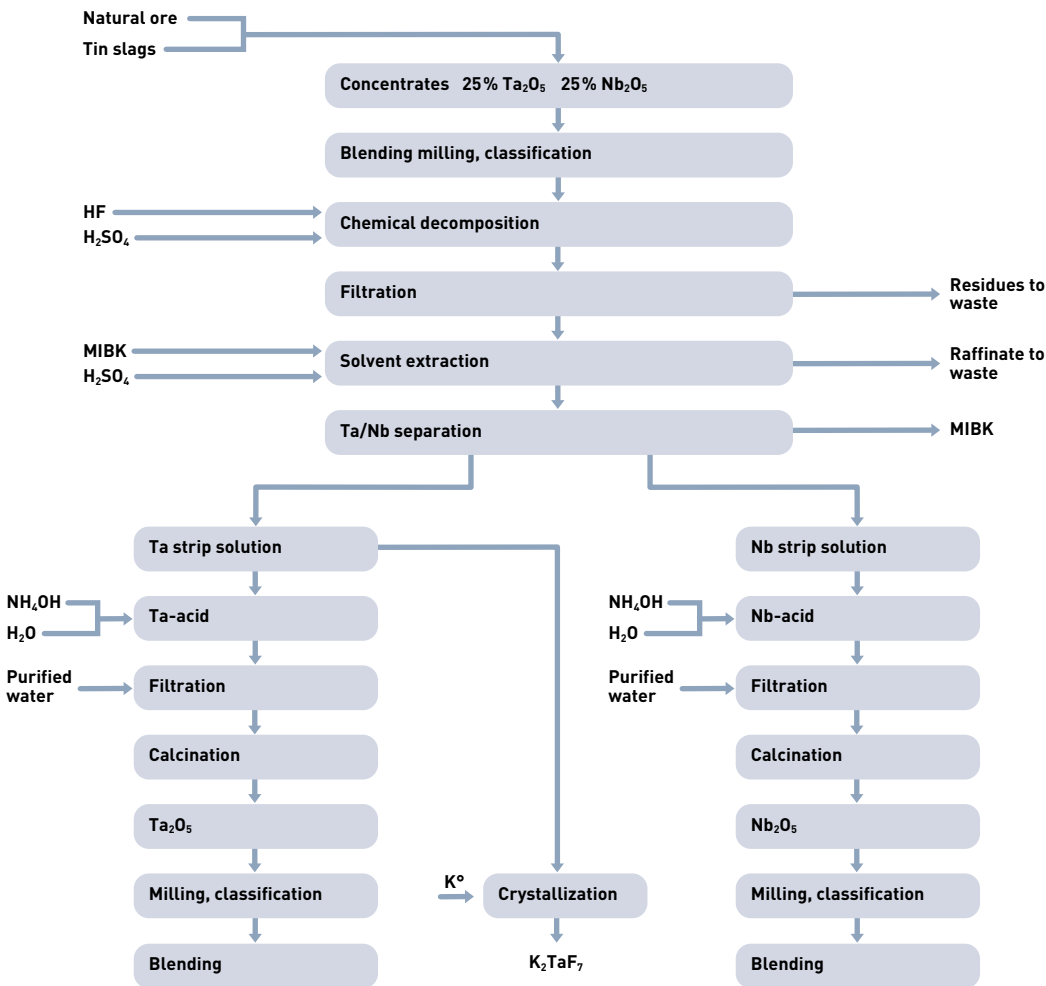 Natural ore
Tin slags
Concentrates 25% Ta₂O₅ 25% Nb₂O₅
Blending milling, classification
HF
H₂SO₄
Chemical decomposition
Filtration
Residues to
waste
MIBK
H₂SO₄
Solvent extraction
Raffinate to
waste
Ta/Nb separation
MIBK
Ta strip solution
Nb strip solution
NH₄OH
H₂O
Ta-acid
NH₄OH
H₂O
Nb-acid
Purified
water
Filtration
Purified
water
Filtration
Calcination
Calcination
Ta₂O₅
Nb₂O₅
Milling, classification
K°
Crystallization
Milling, classification
Blending
K₂TaF₇
Blending